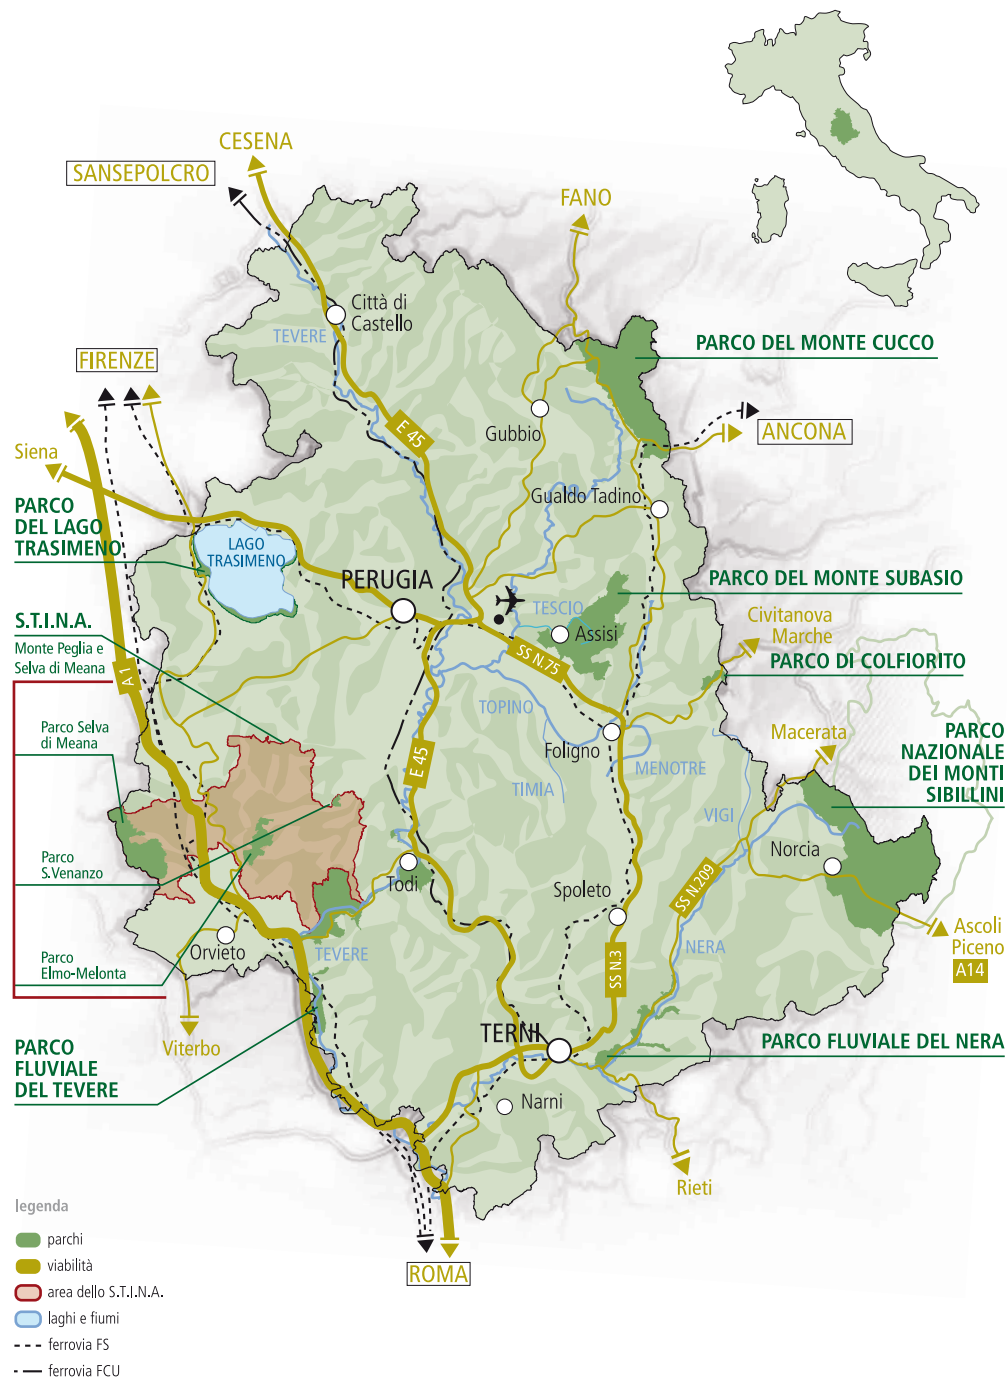 CESENA
SANSEPOLCRO
FANO
Città di
Castello
TEVERE
PARCO DEL MONTE CUCCO
FIRENZE
E 45
Gubbio
ANCONA
Siena
Gualdo Tadino
PARCO
DEL LAGO
TRASIMENO
LAGO
TRASIMENO
PERUGIA
PARCO DEL MONTE SUBASIO
TESCIO
Civitanova
Marche
S.T.I.N.A.
Monte Peglia e
Selva di Meana
Assisi
SS N.75
PARCO DI COLFIORITO
A1
TOPINO
Parco Selva
di Meana
Foligno
MENOTRE
Macerata
PARCO
NAZIONALE
DEI MONTI
SIBILLINI
E 45
TIMIA
VIGI
Norcia
Parco
S.Venanzo
Todi
Spoleto
SS N.209
Ascoli
Piceno
A14
Orvieto
TEVERE
NERA
SS N.3
Parco
Elmo-Melonta
TERNI
PARCO FLUVIALE DEL NERA
Viterbo
PARCO
FLUVIALE
DEL TEVERE
Narni
Rieti
ROMA
legenda
parchi
viabilità
area dello S.T.I.N.A.
laghi e fiumi
ferrovia FS
ferrovia FCU